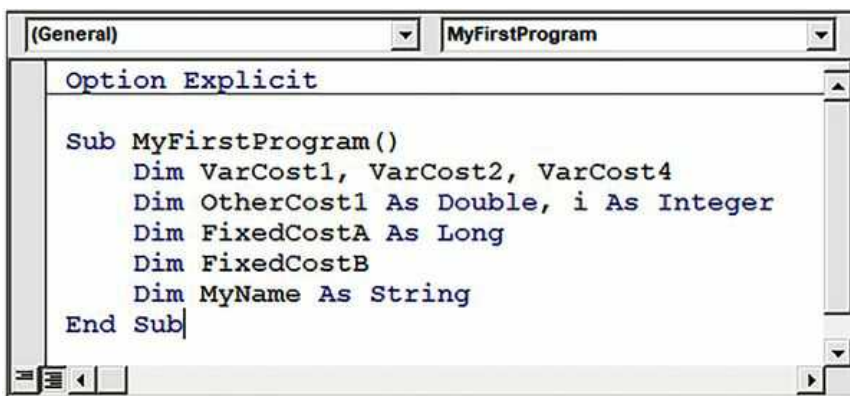 (General) MyFirstProgram
Option Explicit
Sub MyFirstProgram()
Dim VarCost1, VarCost2, VarCost4
Dim OtherCost1 As Double, i As Integer
Dim FixedCostA As Long
Dim FixedCostB
Dim MyName As String
End Sub